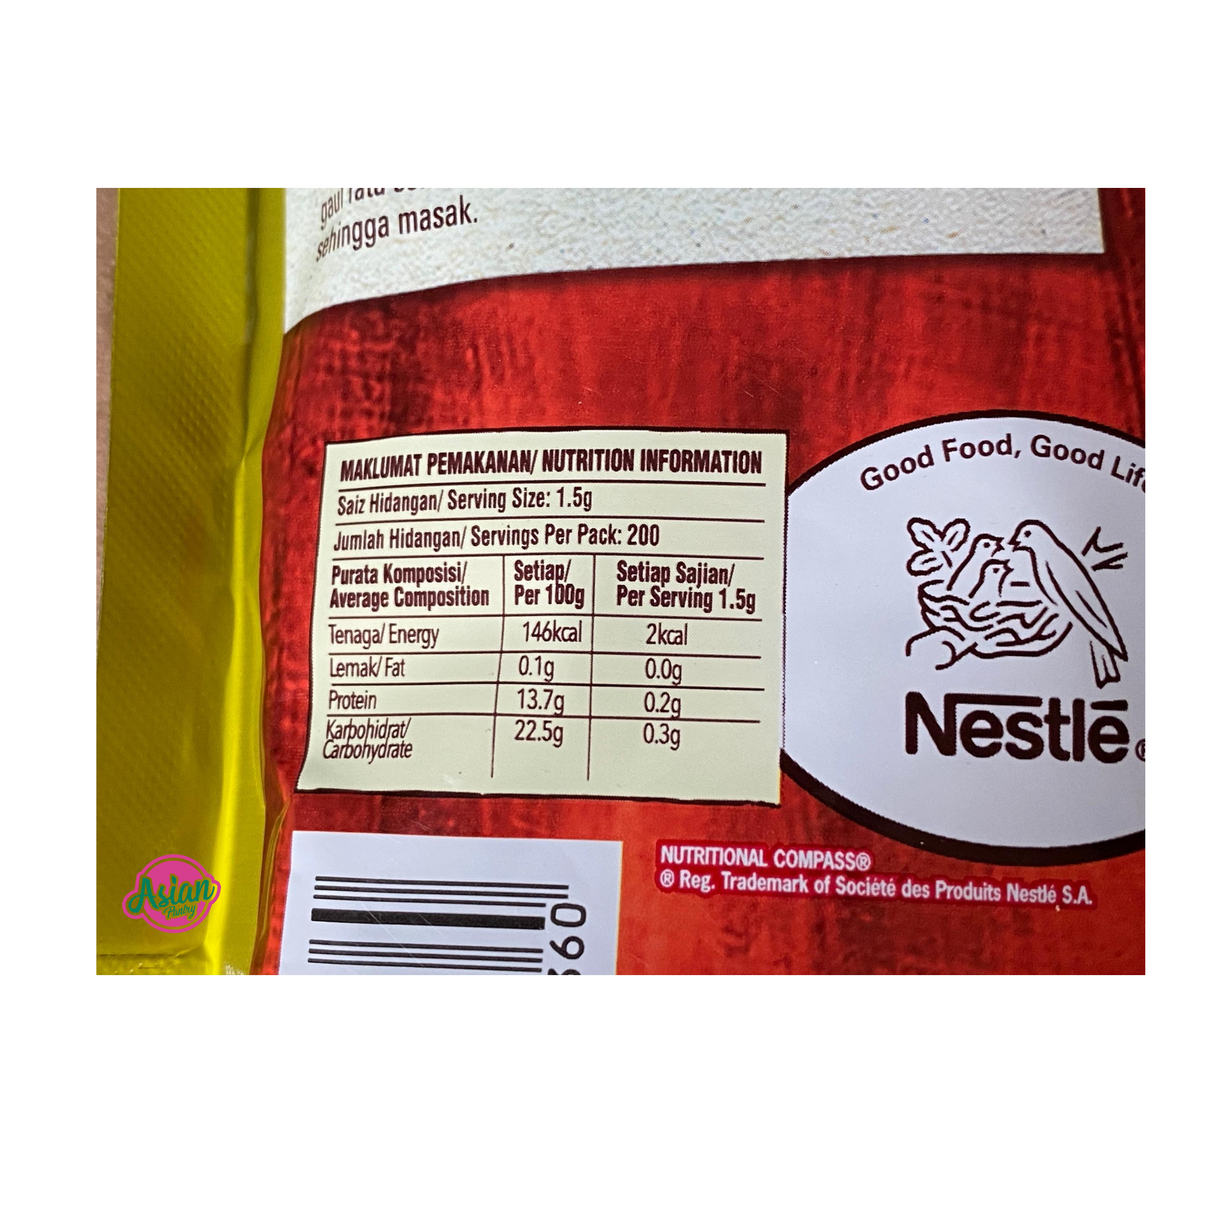 sehingga masak.
MAKLUMAT PEMAKANAN/ NUTRITION INFORMATION
Saiz Hidangan/ Serving Size: 1.5g
Jumlah Hidangan/ Servings Per Pack: 200
Purata Komposisi/ Setiap/ Setiap Sajian/
Average Composition Per 100g Per Serving 1.5g
Tenaga/ Energy 146kcal 2kcal
Lemak/ Fat 0.1g 0.0g
Protein 13.7g 0.2g
Karbohidrat/ 22.5g 0.3g
Carbohydrate
Good Food, Good Life
Nestlé
NUTRITIONAL COMPASS®
® Reg. Trademark of Société des Produits Nestlé S.A.
Asian
Pantry